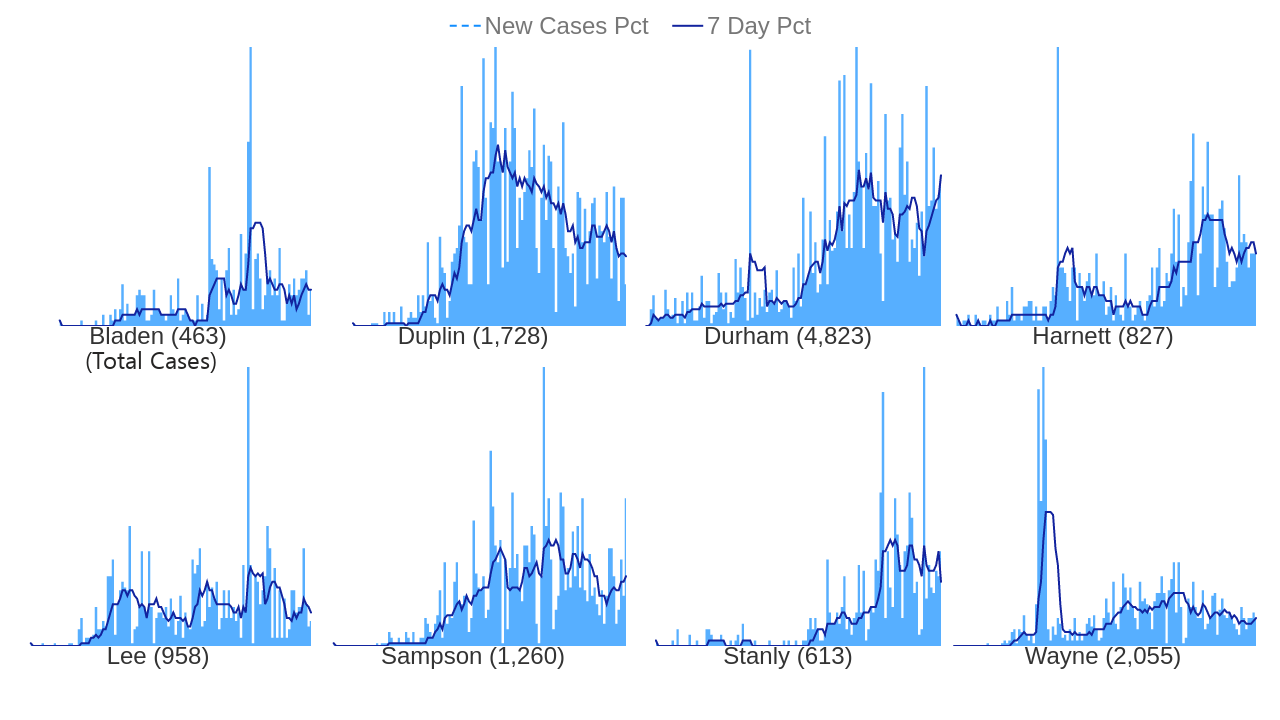 New Cases Pct 7 Day Pct
Bladen (463) Duplin (1,728) Durham (4,823) Harnett (827)
(Total Cases)
Lee (958) Sampson (1,260) Stanly (613) Wayne (2,055)